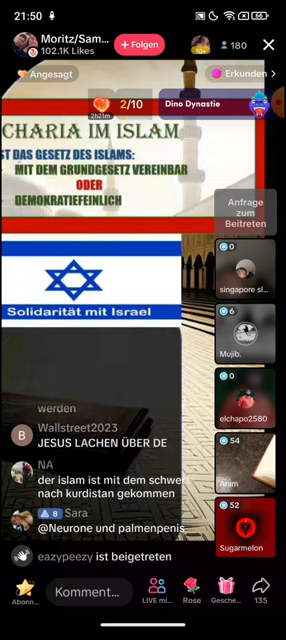 21:50
66
Moritz/Sam...
102.1K Likes
+ Folgen
10+
180
Angesagt
Erkunden >
2h21m
2/10
Dino Dynastie
CHARIA IM ISLAM
ST DAS GESETZ DES ISLAMS:
MIT DEM GRUNDGESETZ VEREINBAR
ODER
DEMOKRATIEFEINLICH
Anfrage
zum
Beitreten
0
singapore sl...
Solidarität mit Israel
6
Mujib.
0
elchapo2580
werden
B
Wallstreet2023
JESUS LACHEN ÜBER DE
54
Aram
NA
der islam ist mit dem schwert
nach kurdistan gekommen
8 Sara
@Neurone und palmenpenis
52
Sugarmelon
eazypeezy ist beigetreten
Kommentar...
Abonn...
LIVE mi...
Rose
Gesche...
135